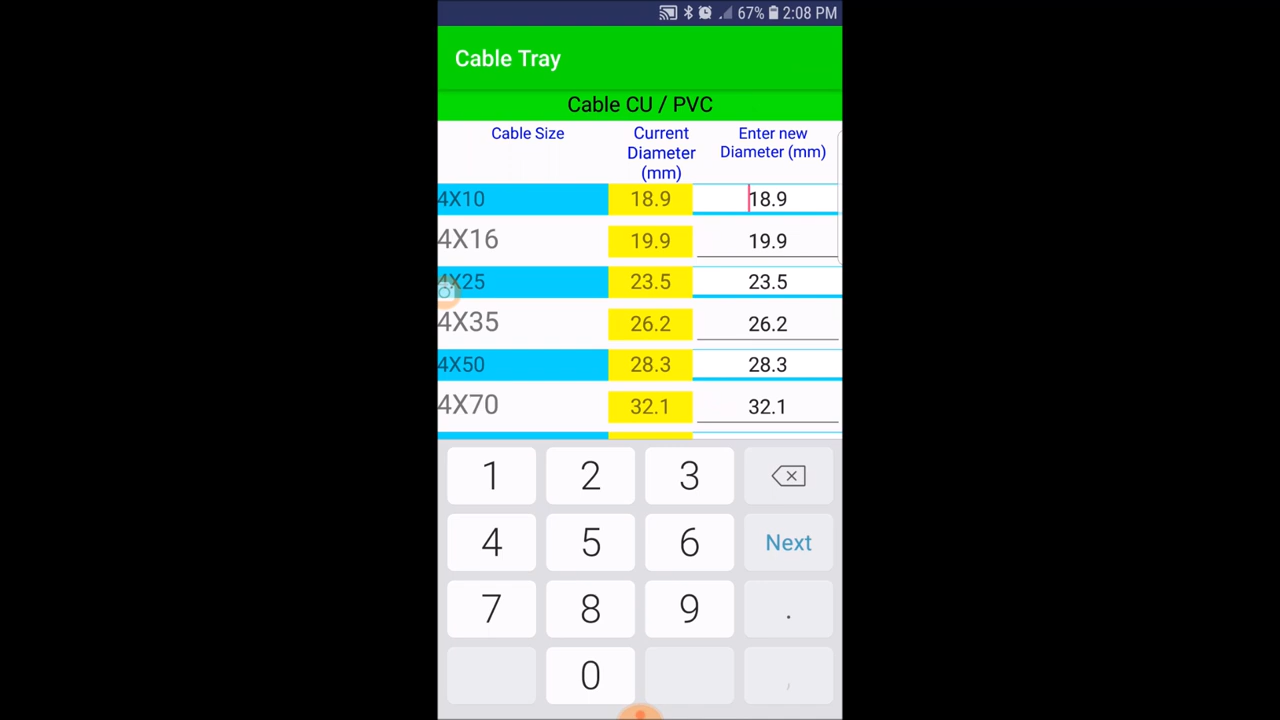 67% 2:08 PM
Cable Tray
Cable CU / PVC
Cable Size
Current Diameter (mm)
Enter new Diameter (mm)
4X10 18.9 18.9
4X16 19.9 19.9
4X25 23.5 23.5
4X35 26.2 26.2
4X50 28.3 28.3
4X70 32.1 32.1
1 2 3
4 5 6 Next
7 8 9 .
0 ,